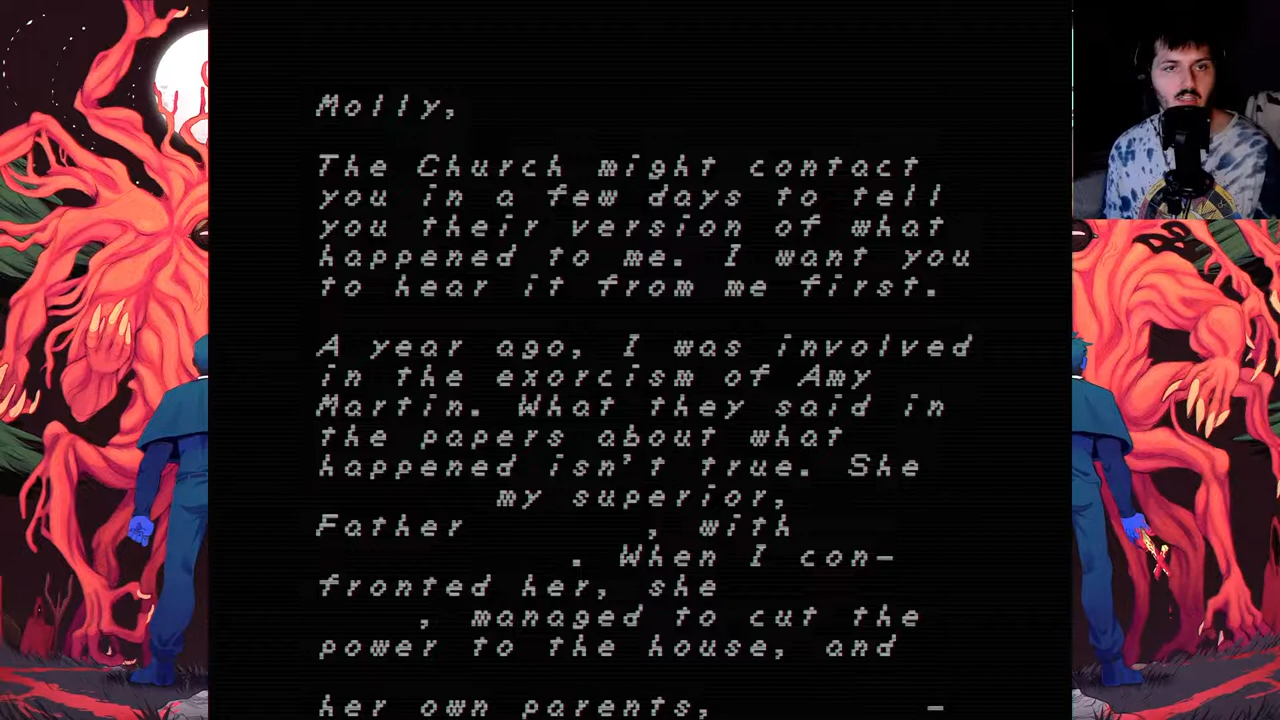 Molly,
The Church might contact
you in a few days to tell
you their version of what
happened to me. I want you
to hear it from me first.
A year ago, I was involved
in the exorcism of Amy
Martin. What they said in
the papers about what
happened isn't true. She
my superior,
Father , with
. When I con-
fronted her, she
, managed to cut the
power to the house, and
her own parents, -